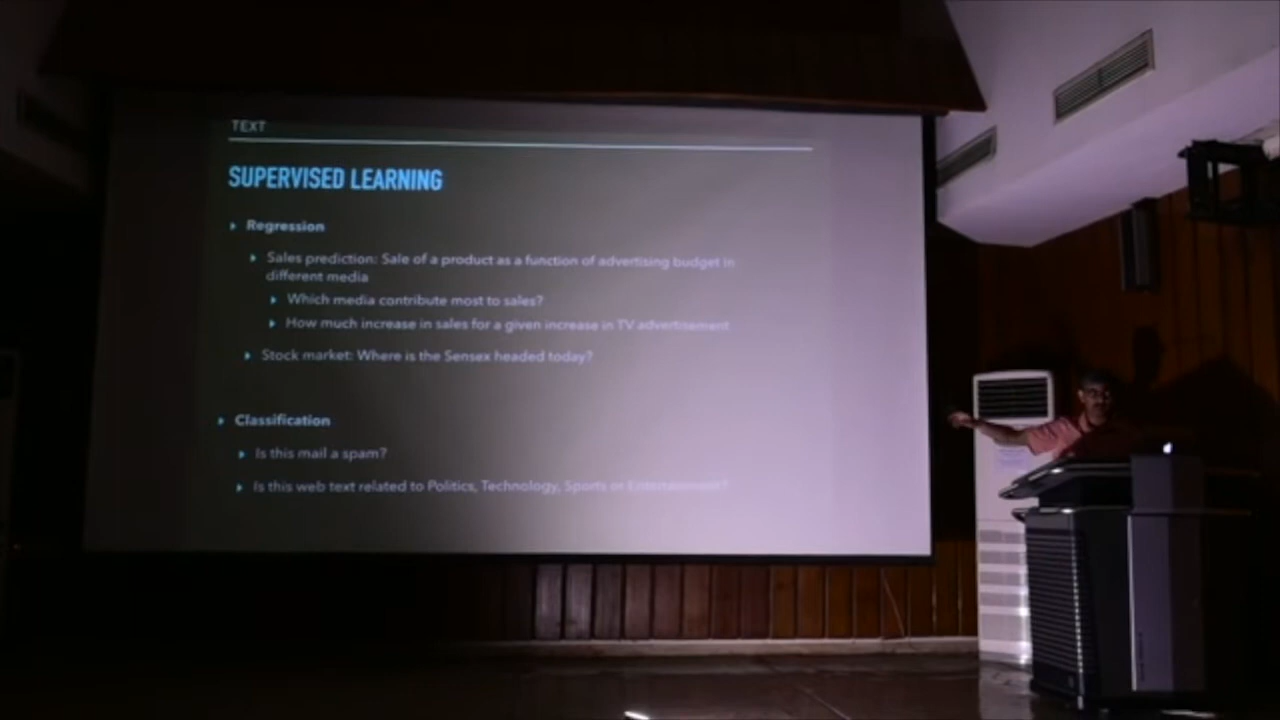 TEXT
SUPERVISED LEARNING
Regression
Sales prediction: Sale of a product as a function of advertising budget in
different media
Which media contribute most to sales?
How much increase in sales for a given increase in TV advertisement
Stock market: Where is the Sensex headed today?
Classification
Is this mail a spam?
Is this web text related to Politics, Technology, Sports or Entertainment?